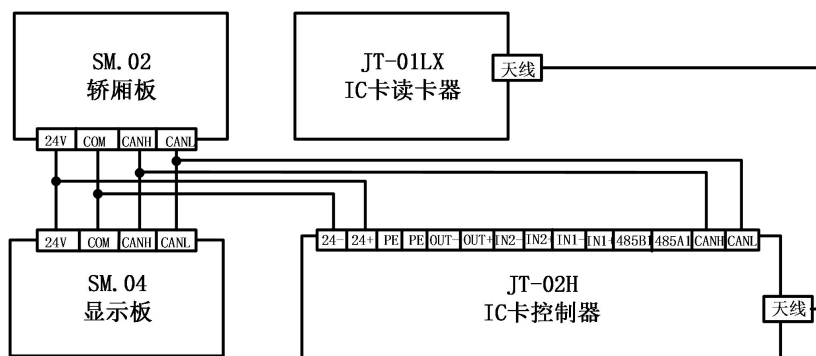 SM.02
轿厢板
24V COM CANH CANL
JT-01LX
IC卡读卡器
天线
24V COM CANH CANL
SM.04
显示板
24- 24+ PE PE OUT- OUT+ IN2- IN2+ IN1- IN1+ 485B1 485A1 CANH CANL
JT-02H
IC卡控制器
天线